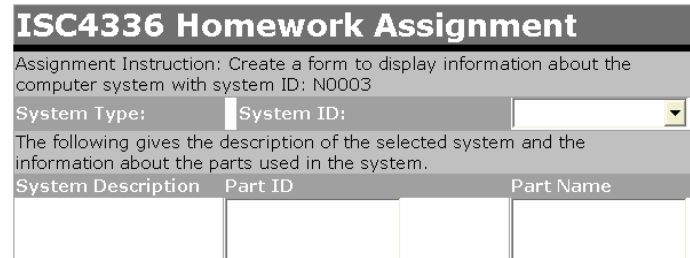 ISC4336 Homework Assignment
Assignment Instruction: Create a form to display information about the
computer system with system ID: N0003
System Type: System ID:
The following gives the description of the selected system and the
information about the parts used in the system.
System Description Part ID Part Name